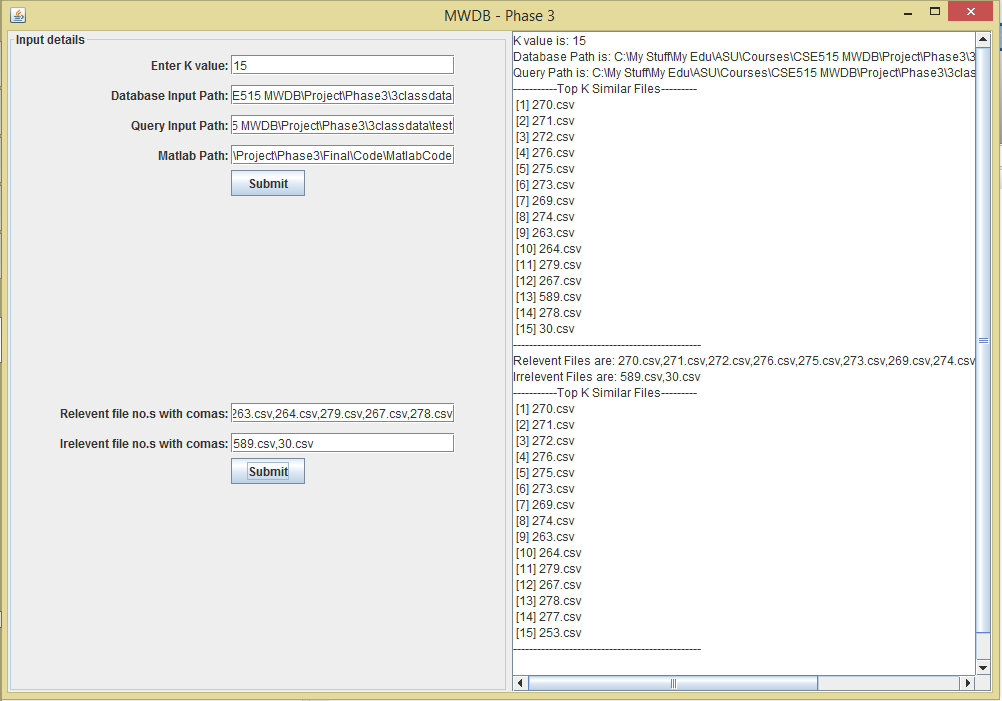 MWDB - Phase 3
Input details
Enter K value: 15
Database Input Path: E515 MWDB\Project\Phase3\3classdata
Query Input Path: 5 MWDB\Project\Phase3\3classdata\test
Matlab Path: \Project\Phase3\Final\Code\MatlabCode
Submit
Relevent file no.s with comas: 263.csv,264.csv,279.csv,267.csv,278.csv
Irelevent file no.s with comas: 589.csv,30.csv
Submit
K value is: 15
Database Path is: C:\My Stuff\My Edu\ASU\Courses\CSE515 MWDB\Project\Phase3\3
Query Path is: C:\My Stuff\My Edu\ASU\Courses\CSE515 MWDB\Project\Phase3\3clas
-----------Top K Similar Files---------
[1] 270.csv
[2] 271.csv
[3] 272.csv
[4] 276.csv
[5] 275.csv
[6] 273.csv
[7] 269.csv
[8] 274.csv
[9] 263.csv
[10] 264.csv
[11] 279.csv
[12] 267.csv
[13] 589.csv
[14] 278.csv
[15] 30.csv
-----------------------------------------------
Relevent Files are: 270.csv,271.csv,272.csv,276.csv,275.csv,273.csv,269.csv,274.csv
Irrelevent Files are: 589.csv,30.csv
-----------Top K Similar Files---------
[1] 270.csv
[2] 271.csv
[3] 272.csv
[4] 276.csv
[5] 275.csv
[6] 273.csv
[7] 269.csv
[8] 274.csv
[9] 263.csv
[10] 264.csv
[11] 279.csv
[12] 267.csv
[13] 278.csv
[14] 277.csv
[15] 253.csv
-----------------------------------------------